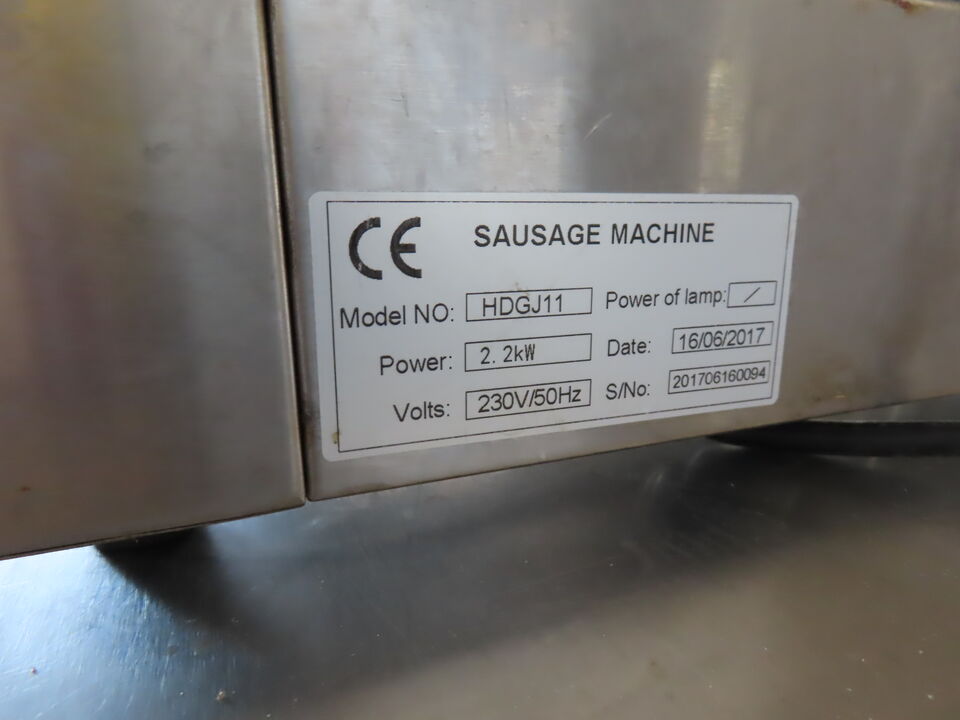 CE SAUSAGE MACHINE
Model NO: HDGJ11 Power of lamp: /
Power: 2.2kW Date: 16/06/2017
Volts: 230V/50Hz S/No: 201706160094